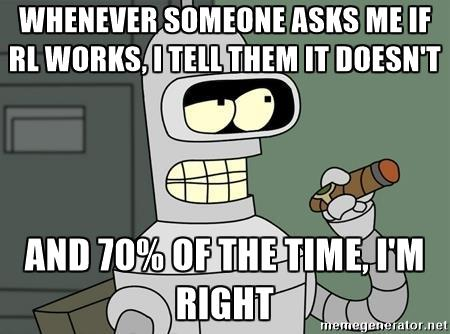 WHENEVER SOMEONE ASKS ME IF
RL WORKS, I TELL THEM IT DOESN'T
AND 70% OF THE TIME, I'M
RIGHT
memegenerator.net